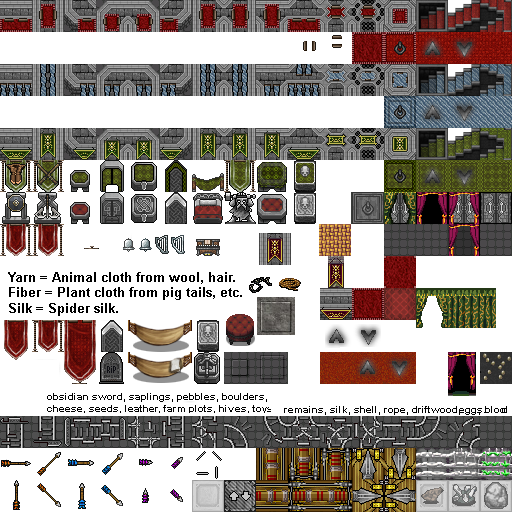 Yarn = Animal cloth from wool, hair.
Fiber = Plant cloth from pig tails, etc.
Silk = Spider silk.
RIP
obsidian sword, saplings, pebbles, boulders,
cheese, seeds, leather, farm plots, hives, toys
remains, silk, shell, rope, driftwood,eggs,blood